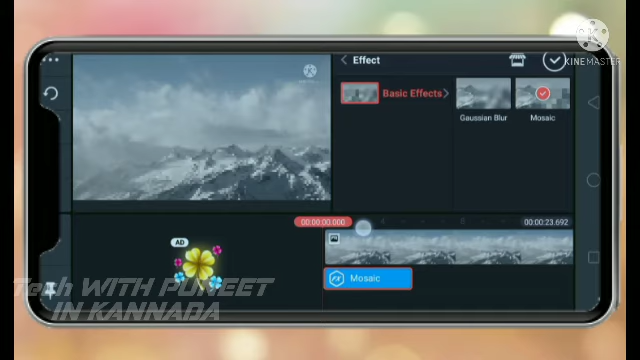 Effect
KINEMASTER
Basic Effects
Gaussian Blur
Mosaic
00:00:00.000
00:00:23.692
AD
Mosaic
Tech WITH PUNEET
IN KANNADA